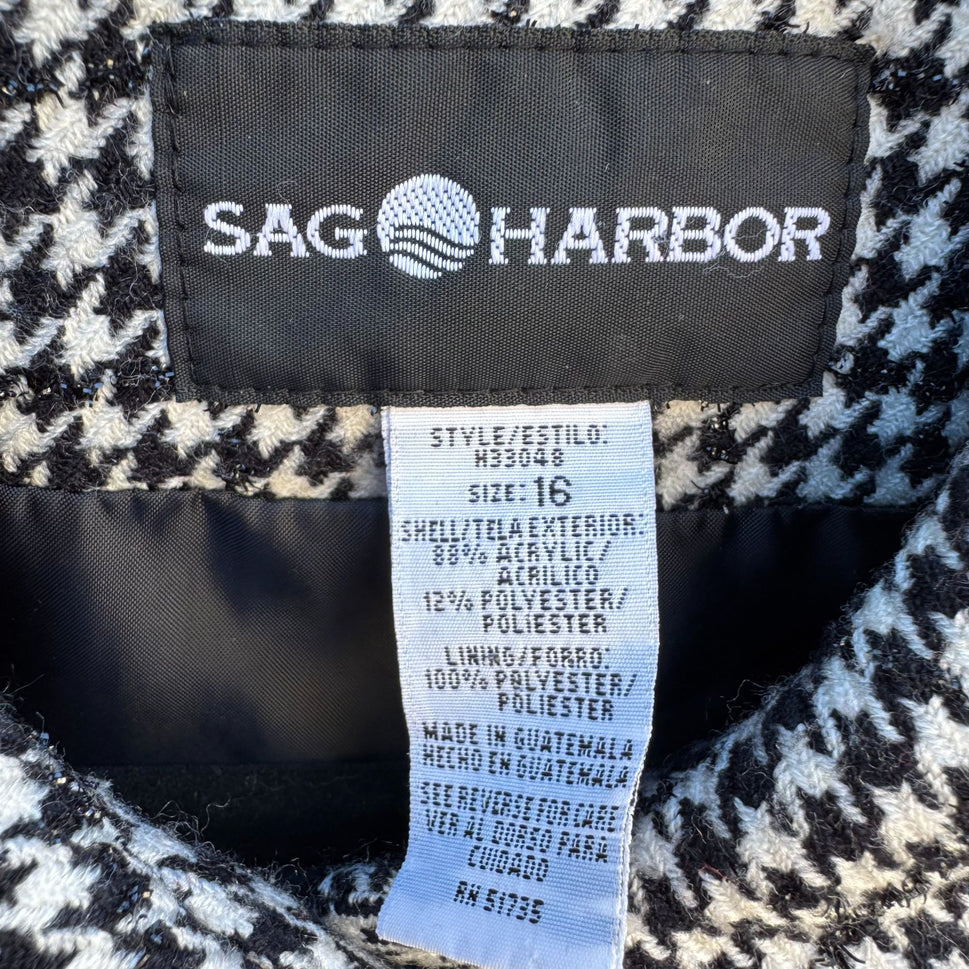 SAG HARBOR
STYLE/ESTILO:
H33048
SIZE: 16
SHELL/TELA EXTERIOR:
88% ACRYLIC/
ACRILICO
12% POLYESTER/
POLIESTER
LINING/FORRO:
100% POLYESTER/
POLIESTER
MADE IN GUATEMALA
HECHO EN GUATEMALA
SEE REVERSE FOR CARE
VER AL DORSO PARA
CUIDADO
RN 51735